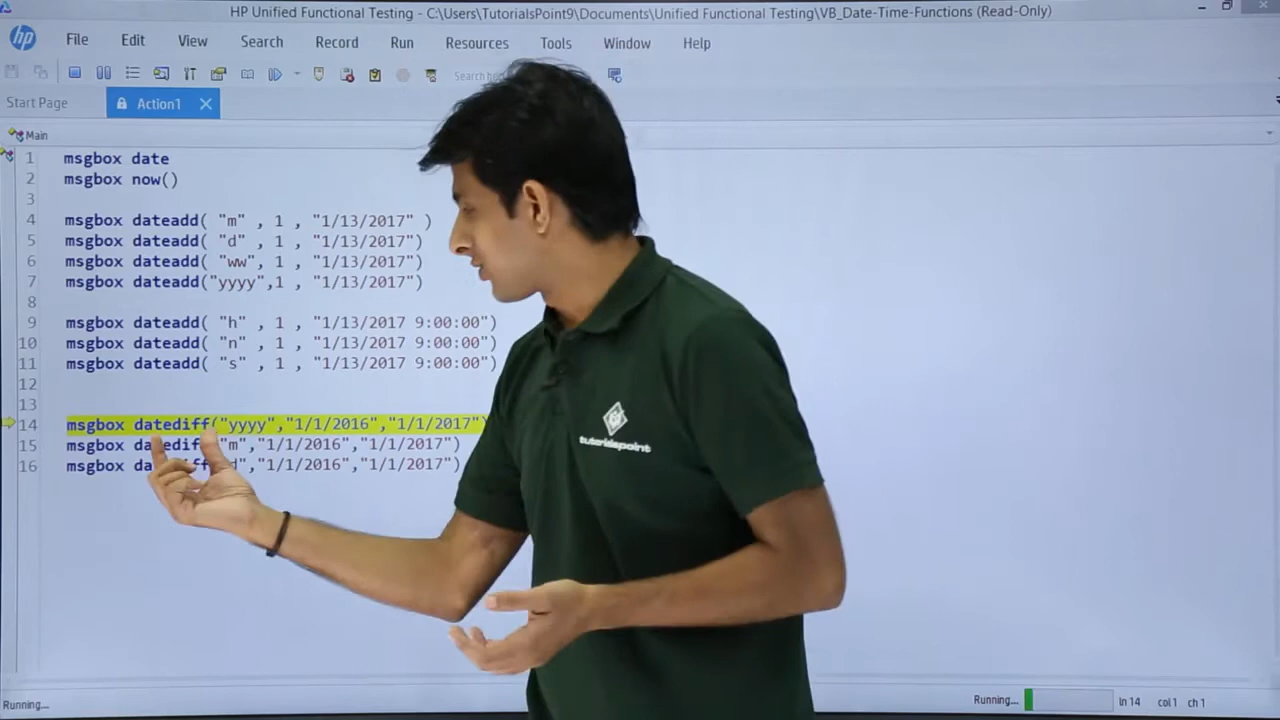 HP Unified Functional Testing - C:\Users\TutorialsPoint9\Documents\Unified Functional Testing\VB_Date-Time-Functions (Read-Only)
hp File Edit View Search Record Run Resources Tools Window Help
Search
Start Page Action1
Main
1 msgbox date
2 msgbox now()
3
4 msgbox dateadd( "m" , 1 , "1/13/2017" )
5 msgbox dateadd( "d" , 1 , "1/13/2017")
6 msgbox dateadd( "ww", 1 , "1/13/2017")
7 msgbox dateadd("yyyy",1 , "1/13/2017")
8
9 msgbox dateadd( "h" , 1 , "1/13/2017 9:00:00")
10 msgbox dateadd( "n" , 1 , "1/13/2017 9:00:00")
11 msgbox dateadd( "s" , 1 , "1/13/2017 9:00:00")
12
13
14 msgbox datediff("yyyy","1/1/2016","1/1/2017")
15 msgbox datediff("m","1/1/2016","1/1/2017")
16 msgbox da ff "d","1/1/2016","1/1/2017")
tutorialspoint
Running... Running... ln 14 col 1 ch 1